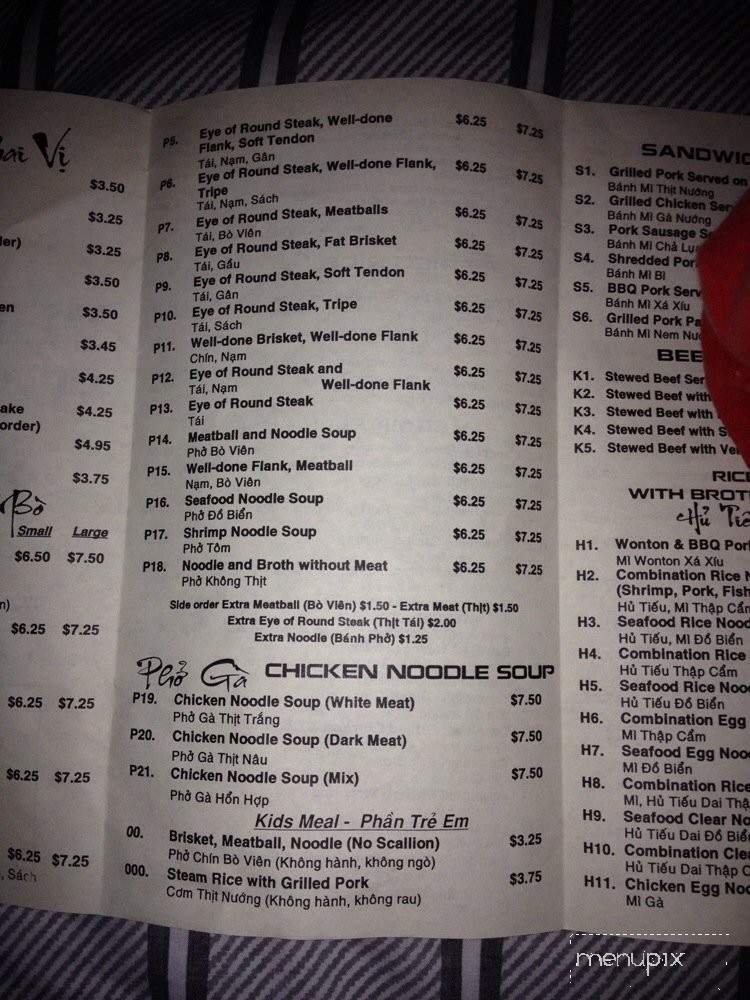 ai Vị
$3.50
$3.25
ler) $3.25
$3.50
en $3.50
$3.45
$4.25
ake $4.25
order)
$4.95
$3.75
Bò
Small Large
$6.50 $7.50
n)
$6.25 $7.25
$6.25 $7.25
$6.25 $7.25
$6.25 $7.25
, Sách
P5. Eye of Round Steak, Well-done $6.25 $7.25
Flank, Soft Tendon
Tái, Nạm, Gân
P6. Eye of Round Steak, Well-done Flank, $6.25 $7.25
Tripe
Tái, Nạm, Sách
P7. Eye of Round Steak, Meatballs $6.25 $7.25
Tái, Bò Viên
P8. Eye of Round Steak, Fat Brisket $6.25 $7.25
Tái, Gầu
P9. Eye of Round Steak, Soft Tendon $6.25 $7.25
Tái, Gân
P10. Eye of Round Steak, Tripe $6.25 $7.25
Tái, Sách
P11. Well-done Brisket, Well-done Flank $6.25 $7.25
Chín, Nạm
P12. Eye of Round Steak and $6.25 $7.25
Tái, Nạm Well-done Flank
P13. Eye of Round Steak $6.25 $7.25
Tái
P14. Meatball and Noodle Soup $6.25 $7.25
Phở Bò Viên
P15. Well-done Flank, Meatball $6.25 $7.25
Nạm, Bò Viên
P16. Seafood Noodle Soup $6.25 $7.25
Phở Đồ Biển
P17. Shrimp Noodle Soup $6.25 $7.25
Phở Tôm
P18. Noodle and Broth without Meat $6.25 $7.25
Phở Không Thịt
Side order Extra Meatball (Bò Viên) $1.50 - Extra Meat (Thịt) $1.50
Extra Eye of Round Steak (Thịt Tái) $2.00
Extra Noodle (Bánh Phở) $1.25
Phở Gà CHICKEN NOODLE SOUP
P19. Chicken Noodle Soup (White Meat) $7.50
Phở Gà Thịt Trắng
P20. Chicken Noodle Soup (Dark Meat) $7.50
Phở Gà Thịt Nâu
P21. Chicken Noodle Soup (Mix) $7.50
Phở Gà Hổn Hợp
Kids Meal - Phần Trẻ Em
00. Brisket, Meatball, Noodle (No Scallion) $3.25
Phở Chín Bò Viên (Không hành, không ngò)
000. Steam Rice with Grilled Pork $3.75
Cơm Thịt Nướng (Không hành, không rau)
SANDWIC
S1. Grilled Pork Served on
Bánh Mì Thịt Nướng
S2. Grilled Chicken Ser
Bánh Mì Gà Nướng
S3. Pork Sausage S
Bánh Mì Chả Lụa
S4. Shredded Por
Bánh Mì Bì
S5. BBQ Pork Serv
Bánh Mì Xá Xíu
S6. Grilled Pork Pa
Bánh Mì Nem Nướ
BEE
K1. Stewed Beef Ser
K2. Stewed Beef with
K3. Stewed Beef with
K4. Stewed Beef with S
K5. Stewed Beef with Ve
RICE
WITH BROT
Hủ Tiế
H1. Wonton & BBQ Pork
Mì Wonton Xá Xíu
H2. Combination Rice N
(Shrimp, Pork, Fish
Hủ Tiếu, Mì Thập Cẩm
H3. Seafood Rice Nood
Hủ Tiếu, Mì Đồ Biển
H4. Combination Rice
Hủ Tiếu Thập Cẩm
H5. Seafood Rice Nood
Hủ Tiếu Đồ Biển
H6. Combination Egg
Mì Thập Cẩm
H7. Seafood Egg Nood
Mì Đồ Biển
H8. Combination Rice
Mì, Hủ Tiếu Dai Thậ
H9. Seafood Clear No
Hủ Tiếu Dai Đồ Biển
H10. Combination Clea
Hủ Tiếu Dai Thập C
H11. Chicken Egg Nood
Mì Gà
menupix